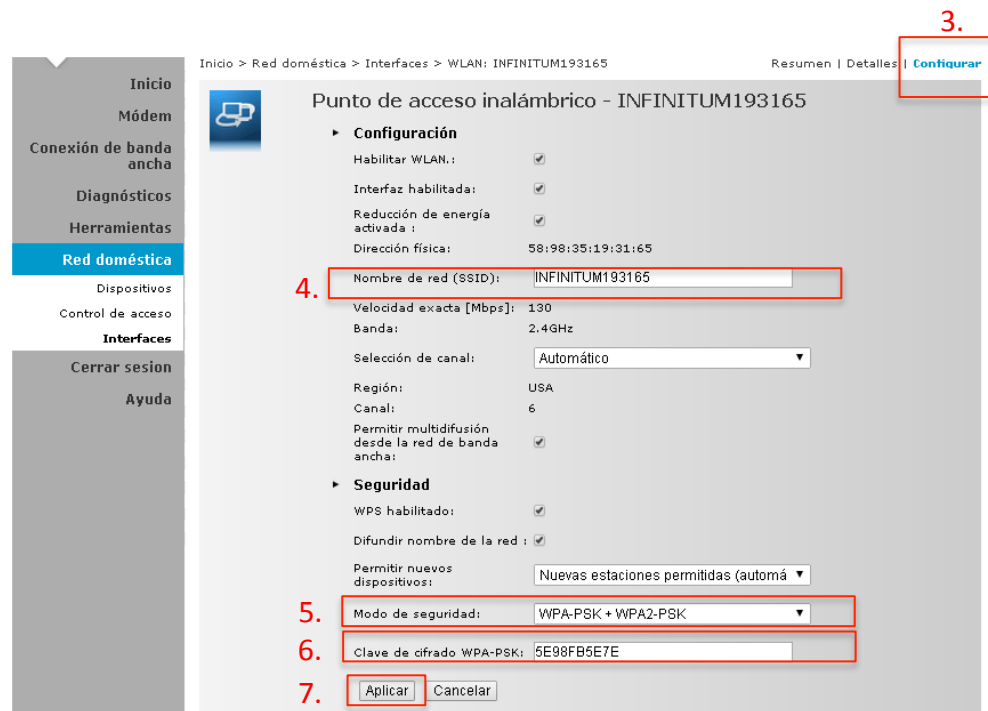 3.
Inicio > Red doméstica > Interfaces > WLAN: INFINITUM193165
Resumen | Detalles | Configurar
Inicio
Módem
Conexión de banda
ancha
Diagnósticos
Herramientas
Red doméstica
Dispositivos
Control de acceso
Interfaces
Cerrar sesion
Ayuda
Punto de acceso inalámbrico - INFINITUM193165
Configuración
Habilitar WLAN.:
Interfaz habilitada:
Reducción de energía
activada :
Dirección física: 58:98:35:19:31:65
4. Nombre de red (SSID): INFINITUM193165
Velocidad exacta [Mbps]: 130
Banda: 2.4GHz
Selección de canal: Automático
Región: USA
Canal: 6
Permitir multidifusión
desde la red de banda
ancha:
Seguridad
WPS habilitado:
Difundir nombre de la red :
Permitir nuevos
dispositivos: Nuevas estaciones permitidas (automá
5. Modo de seguridad: WPA-PSK + WPA2-PSK
6. Clave de cifrado WPA-PSK: 5E98FB5E7E
7. Aplicar Cancelar